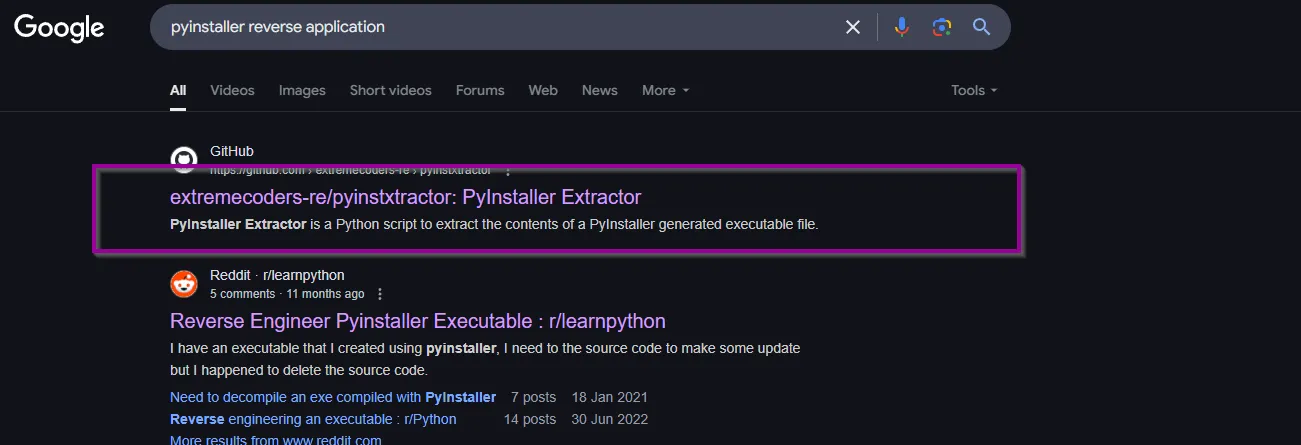 Google
pyinstaller reverse application
All Videos Images Short videos Forums Web News More Tools
GitHub
https://github.com › extremecoders-re › pyinstxtractor
extremecoders-re/pyinstxtractor: PyInstaller Extractor
PyInstaller Extractor is a Python script to extract the contents of a PyInstaller generated executable file.
Reddit · r/learnpython
5 comments · 11 months ago
Reverse Engineer Pyinstaller Executable : r/learnpython
I have an executable that I created using pyinstaller, I need to the source code to make some update
but I happened to delete the source code.
Need to decompile an exe compiled with PyInstaller 7 posts 18 Jan 2021
Reverse engineering an executable : r/Python 14 posts 30 Jun 2022
More results from www.reddit.com